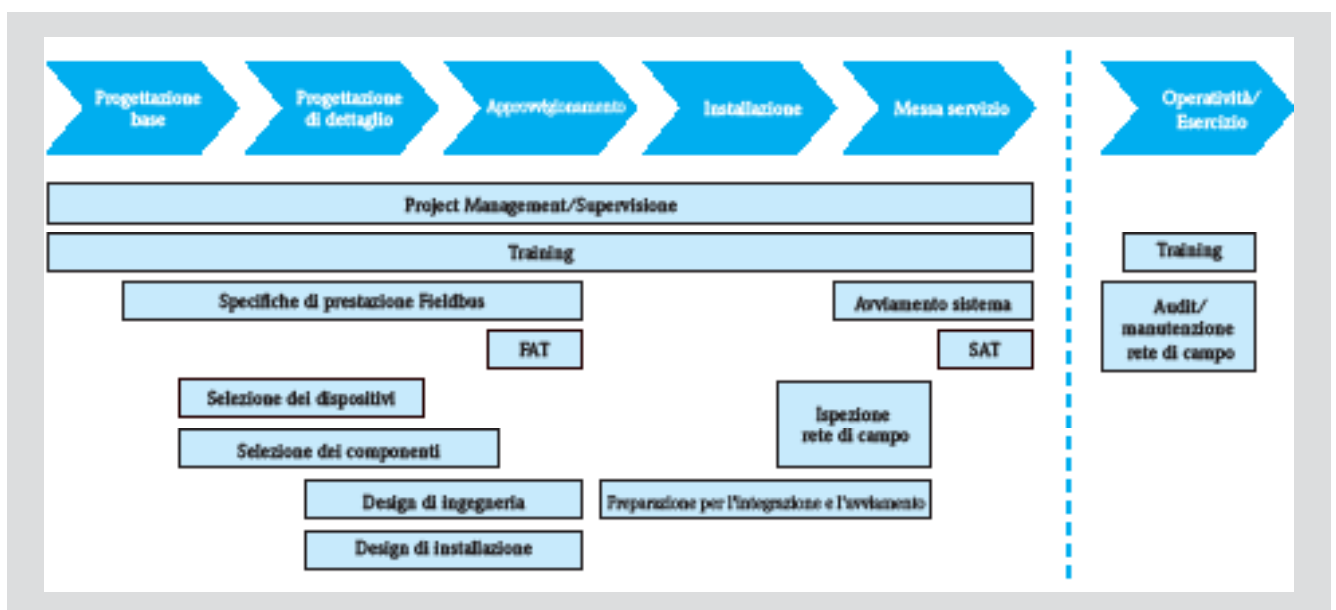 Progettazione
base
Progettazione
di dettaglio
Approvvigionamento
Installazione
Messa servizio
Operatività/
Esercizio
Project Management/Supervisione
Training
Training
Specifiche di prestazione Fieldbus
Avviamento sistema
Audit/
manutenzione
rete di campo
FAT
SAT
Selezione dei dispositivi
Ispezione
rete di campo
Selezione dei componenti
Design di ingegneria
Preparazione per l'integrazione e l'avviamento
Design di installazione